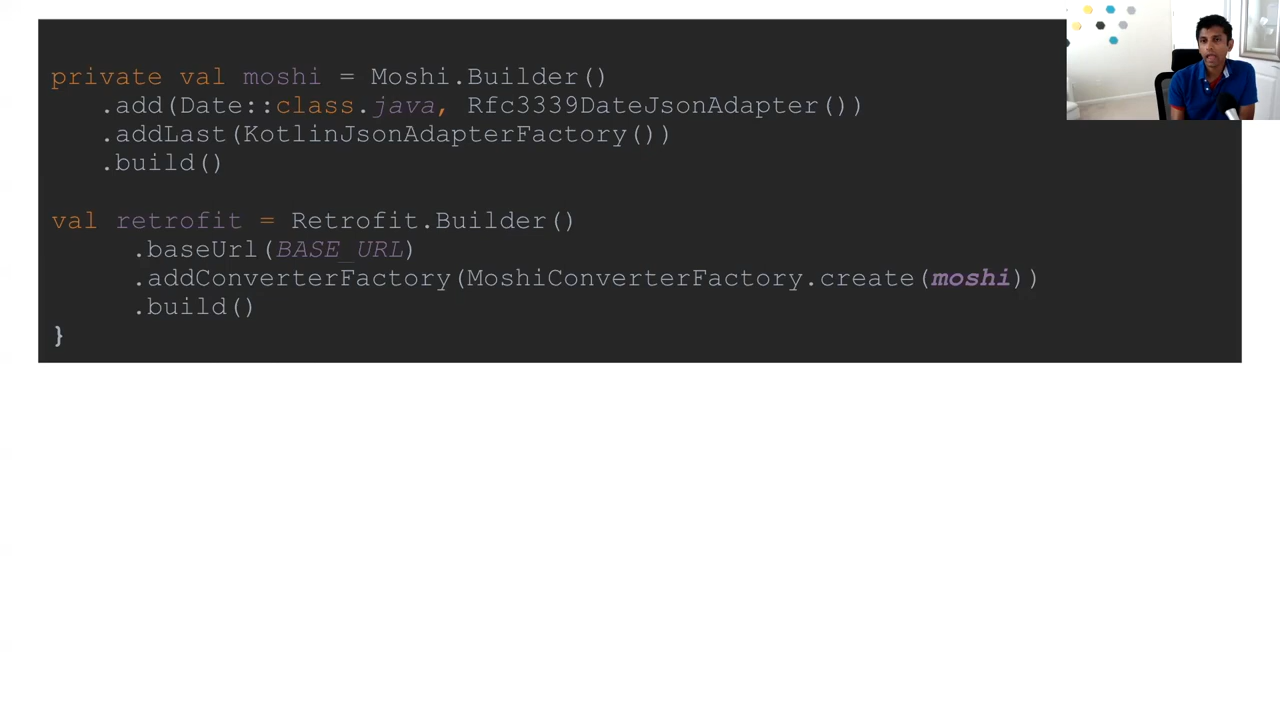 private val moshi = Moshi.Builder()
.add(Date::class.java, Rfc3339DateJsonAdapter())
.addLast(KotlinJsonAdapterFactory())
.build()
val retrofit = Retrofit.Builder()
.baseUrl(BASE_URL)
.addConverterFactory(MoshiConverterFactory.create(moshi))
.build()
}